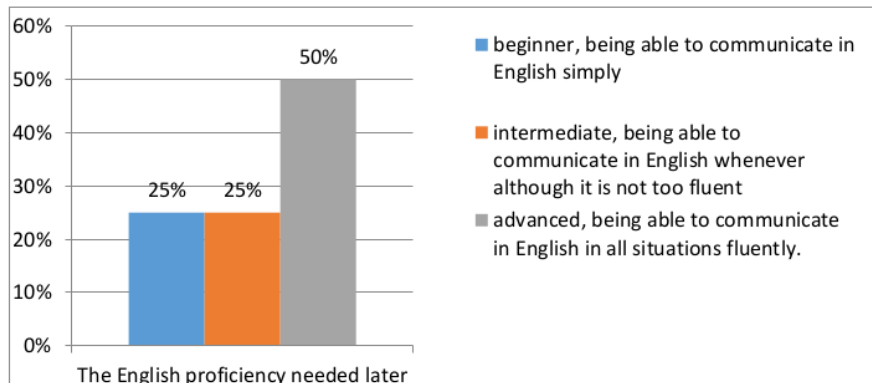 60%
50%
40%
30%
20%
10%
0%
25%
25%
50%
The English proficiency needed later
beginner, being able to communicate in
English simply
intermediate, being able to
communicate in English whenever
although it is not too fluent
advanced, being able to communicate
in English in all situations fluently.